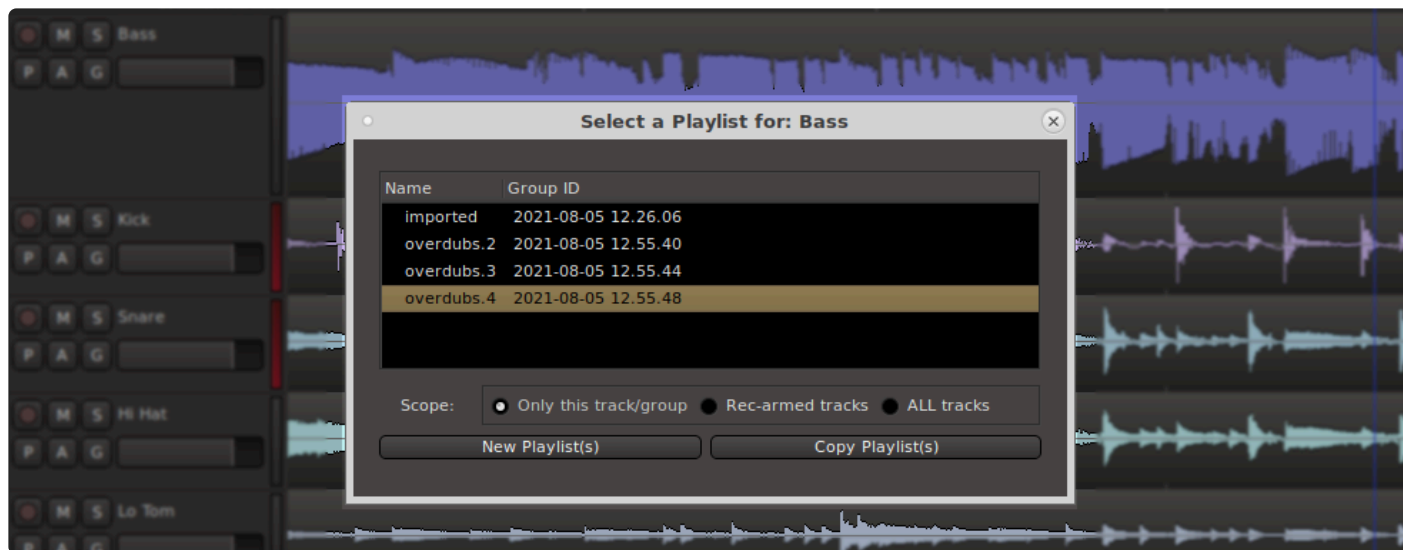 M S Bass
P A G
Select a Playlist for: Bass
Name Group ID
imported 2021-08-05 12.26.06
overdubs.2 2021-08-05 12.55.40
overdubs.3 2021-08-05 12.55.44
overdubs.4 2021-08-05 12.55.48
Scope: Only this track/group Rec-armed tracks ALL tracks
New Playlist(s) Copy Playlist(s)
M S Kick
P A G
M S Snare
P A G
M S Hi Hat
P A G
M S Lo Tom
P A G